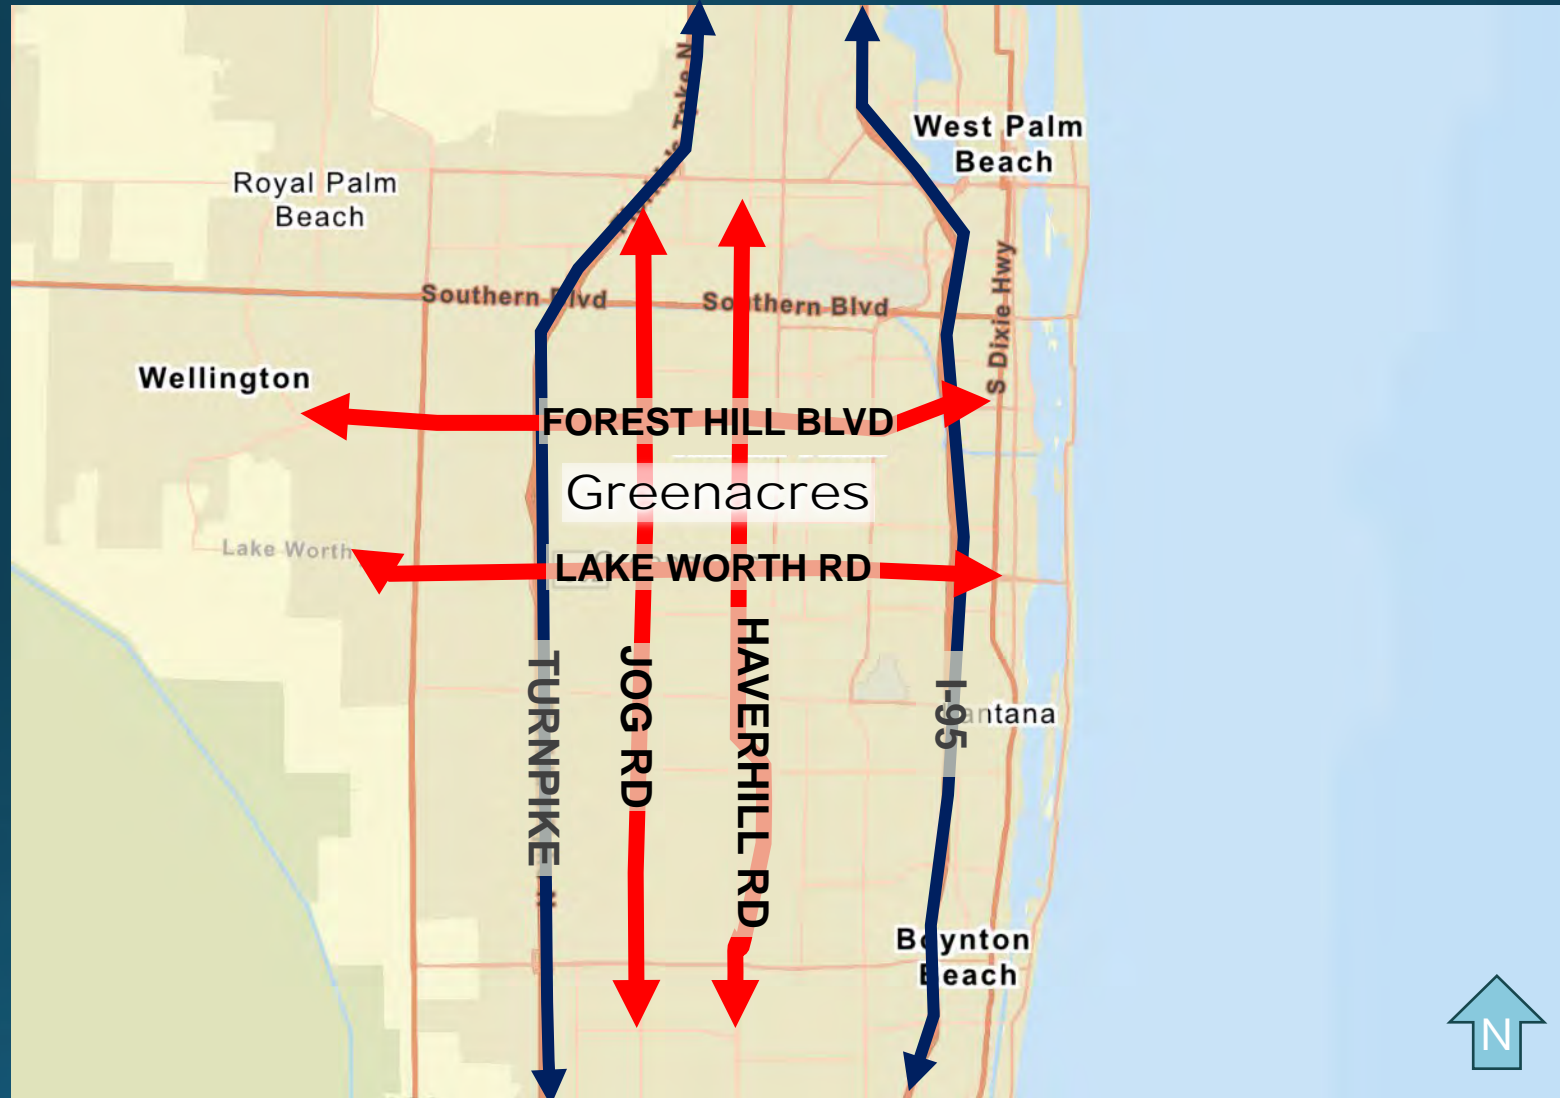 West Palm
Beach
Royal Palm
Beach
S Dixie Hwy
Southern Blvd
Southern Blvd
Wellington
FOREST HILL BLVD
Greenacres
Lake Worth
LAKE WORTH RD
TURNPIKE
JOG RD
HAVERHILL RD
I-95
antana
Boynton
Beach
N